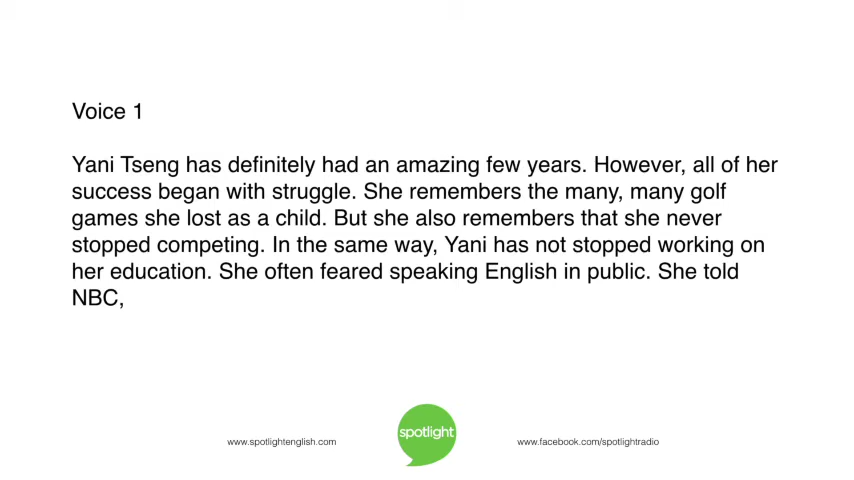 Voice 1
Yani Tseng has definitely had an amazing few years. However, all of her
success began with struggle. She remembers the many, many golf
games she lost as a child. But she also remembers that she never
stopped competing. In the same way, Yani has not stopped working on
her education. She often feared speaking English in public. She told
NBC,
www.spotlightenglish.com
spotlight
www.facebook.com/spotlightradio